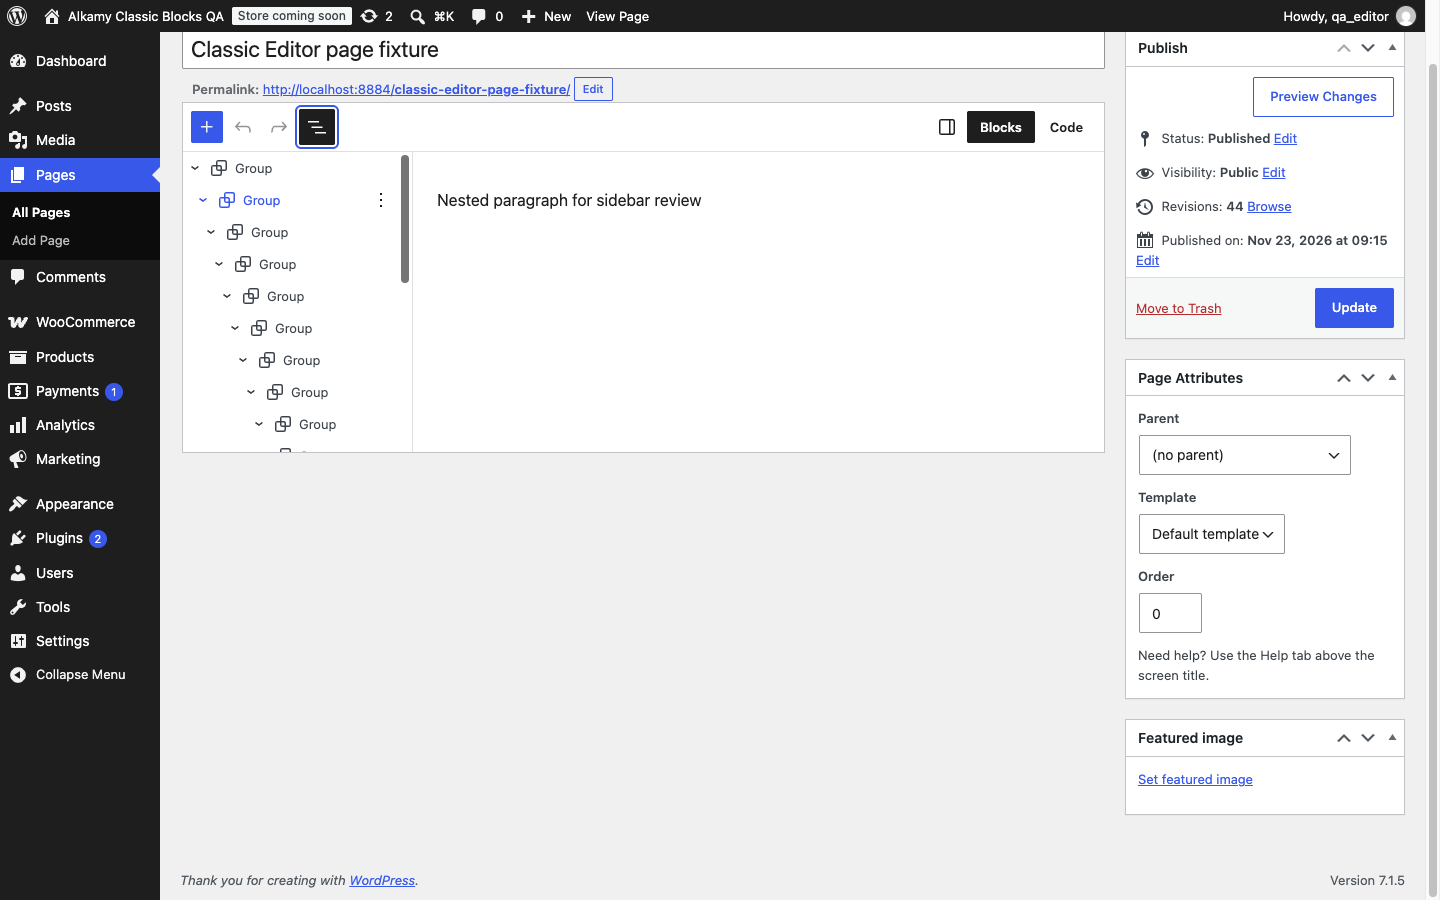 Alkamy Classic Blocks QA
Store coming soon
2
⌘K
0
New
View Page
Howdy, qa_editor
Dashboard
Posts
Media
Pages
All Pages
Add Page
Comments
WooCommerce
Products
Payments 1
Analytics
Marketing
Appearance
Plugins 2
Users
Tools
Settings
Collapse Menu
Classic Editor page fixture
Permalink: http://localhost:8884/classic-editor-page-fixture/ Edit
Blocks
Code
Group
Group
Group
Group
Group
Group
Group
Group
Group
Nested paragraph for sidebar review
Publish
Preview Changes
Status: Published Edit
Visibility: Public Edit
Revisions: 44 Browse
Published on: Nov 23, 2026 at 09:15
Edit
Move to Trash
Update
Page Attributes
Parent
(no parent)
Template
Default template
Order
0
Need help? Use the Help tab above the
screen title.
Featured image
Set featured image
Thank you for creating with WordPress.
Version 7.1.5